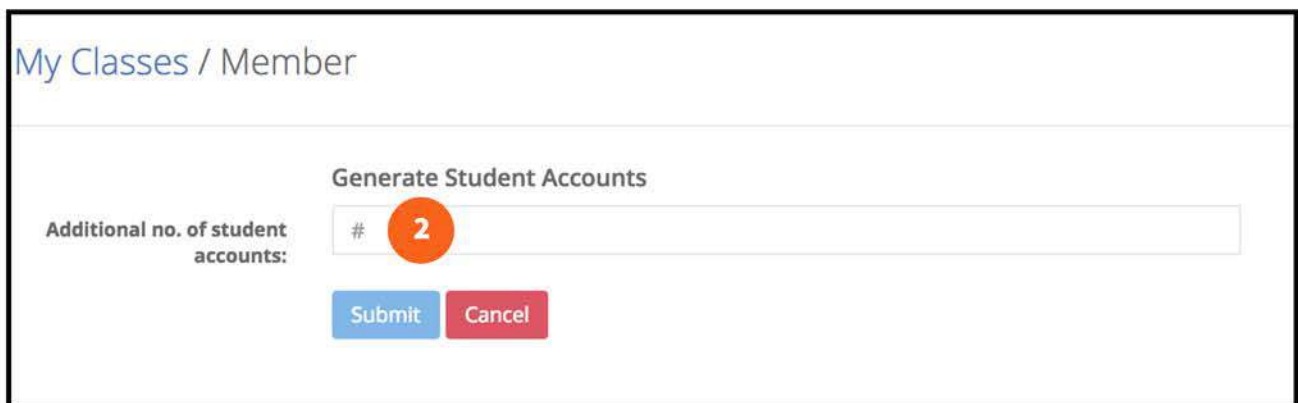 My Classes / Member
Generate Student Accounts
Additional no. of student
accounts:
# 2
Submit Cancel